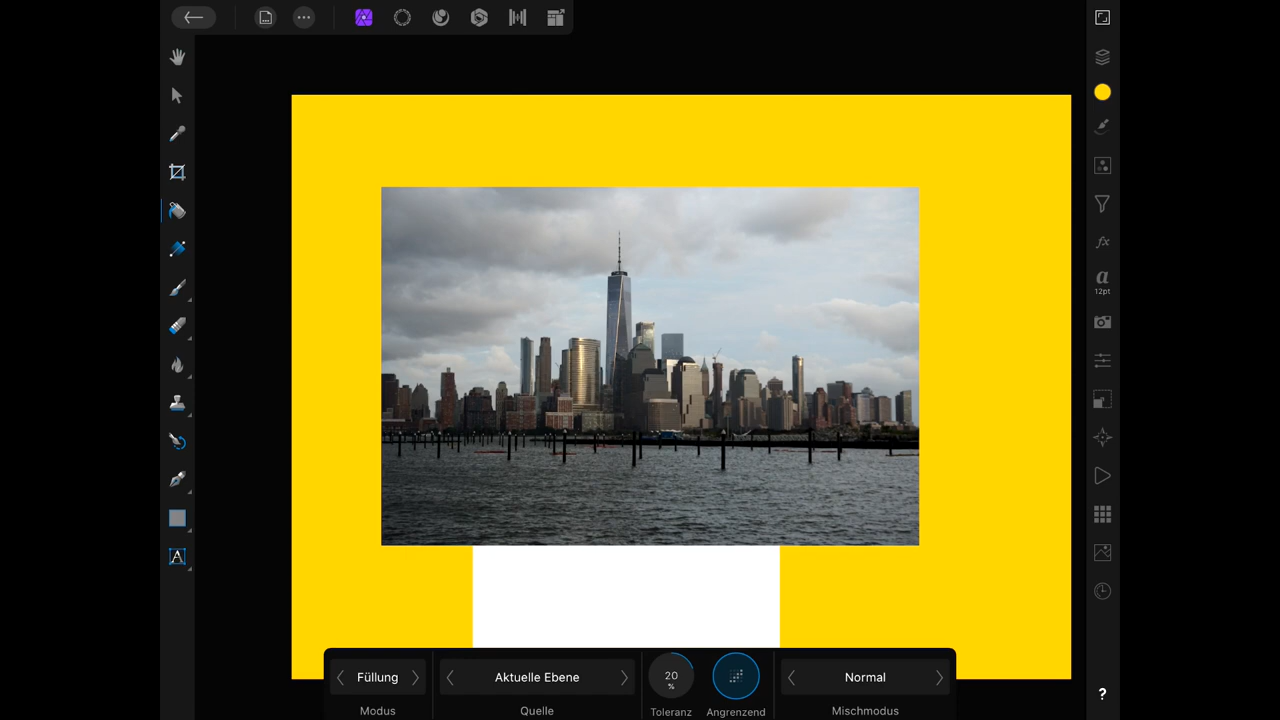 a
12pt
A
Füllung
Aktuelle Ebene
20
%
Normal
Modus
Quelle
Toleranz
Angrenzend
Mischmodus
?